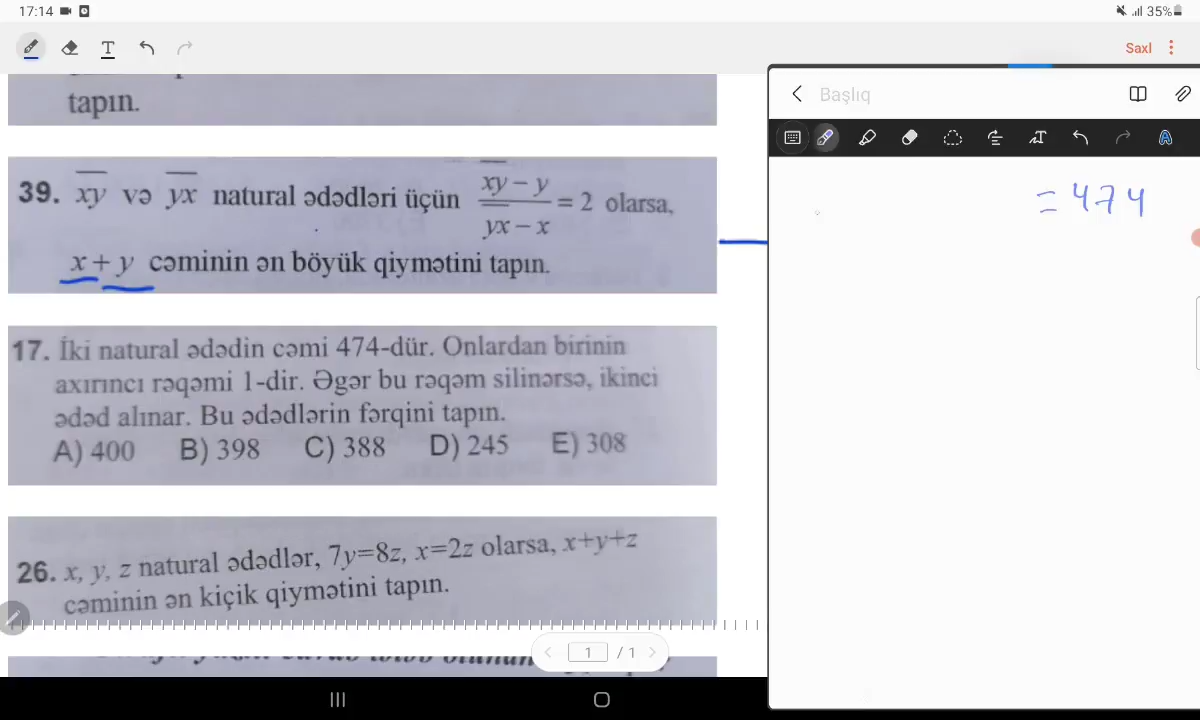 17:14
35%
Saxl
Başlıq
tapın.
39. xy və yx natural ədədləri üçün xy – y / yx – x = 2 olarsa,
x + y cəminin ən böyük qiymətini tapın.
17. İki natural ədədin cəmi 474-dür. Onlardan birinin
axırıncı rəqəmi 1-dir. Əgər bu rəqəm silinərsə, ikinci
ədəd alınar. Bu ədədlərin fərqini tapın.
A) 400 B) 398 C) 388 D) 245 E) 308
26. x, y, z natural ədədlər, 7y=8z, x=2z olarsa, x+y+z
cəminin ən kiçik qiymətini tapın.
1 / 1
= 474